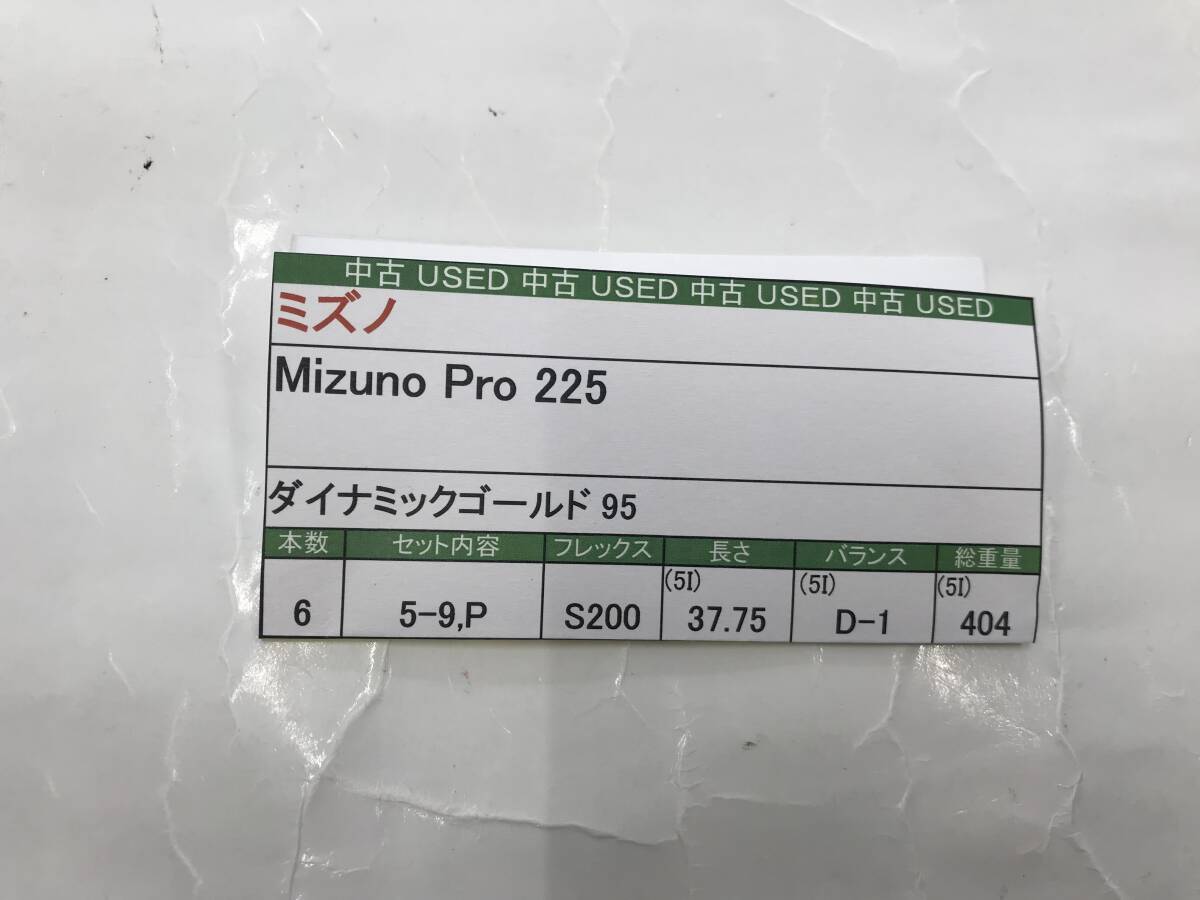 中古 USED 中古 USED 中古 USED 中古 USED
ミズノ
Mizuno Pro 225
ダイナミックゴールド 95
本数 セット内容 フレックス 長さ バランス 総重量
(5I) (5I) (5I)
6 5-9,P S200 37.75 D-1 404